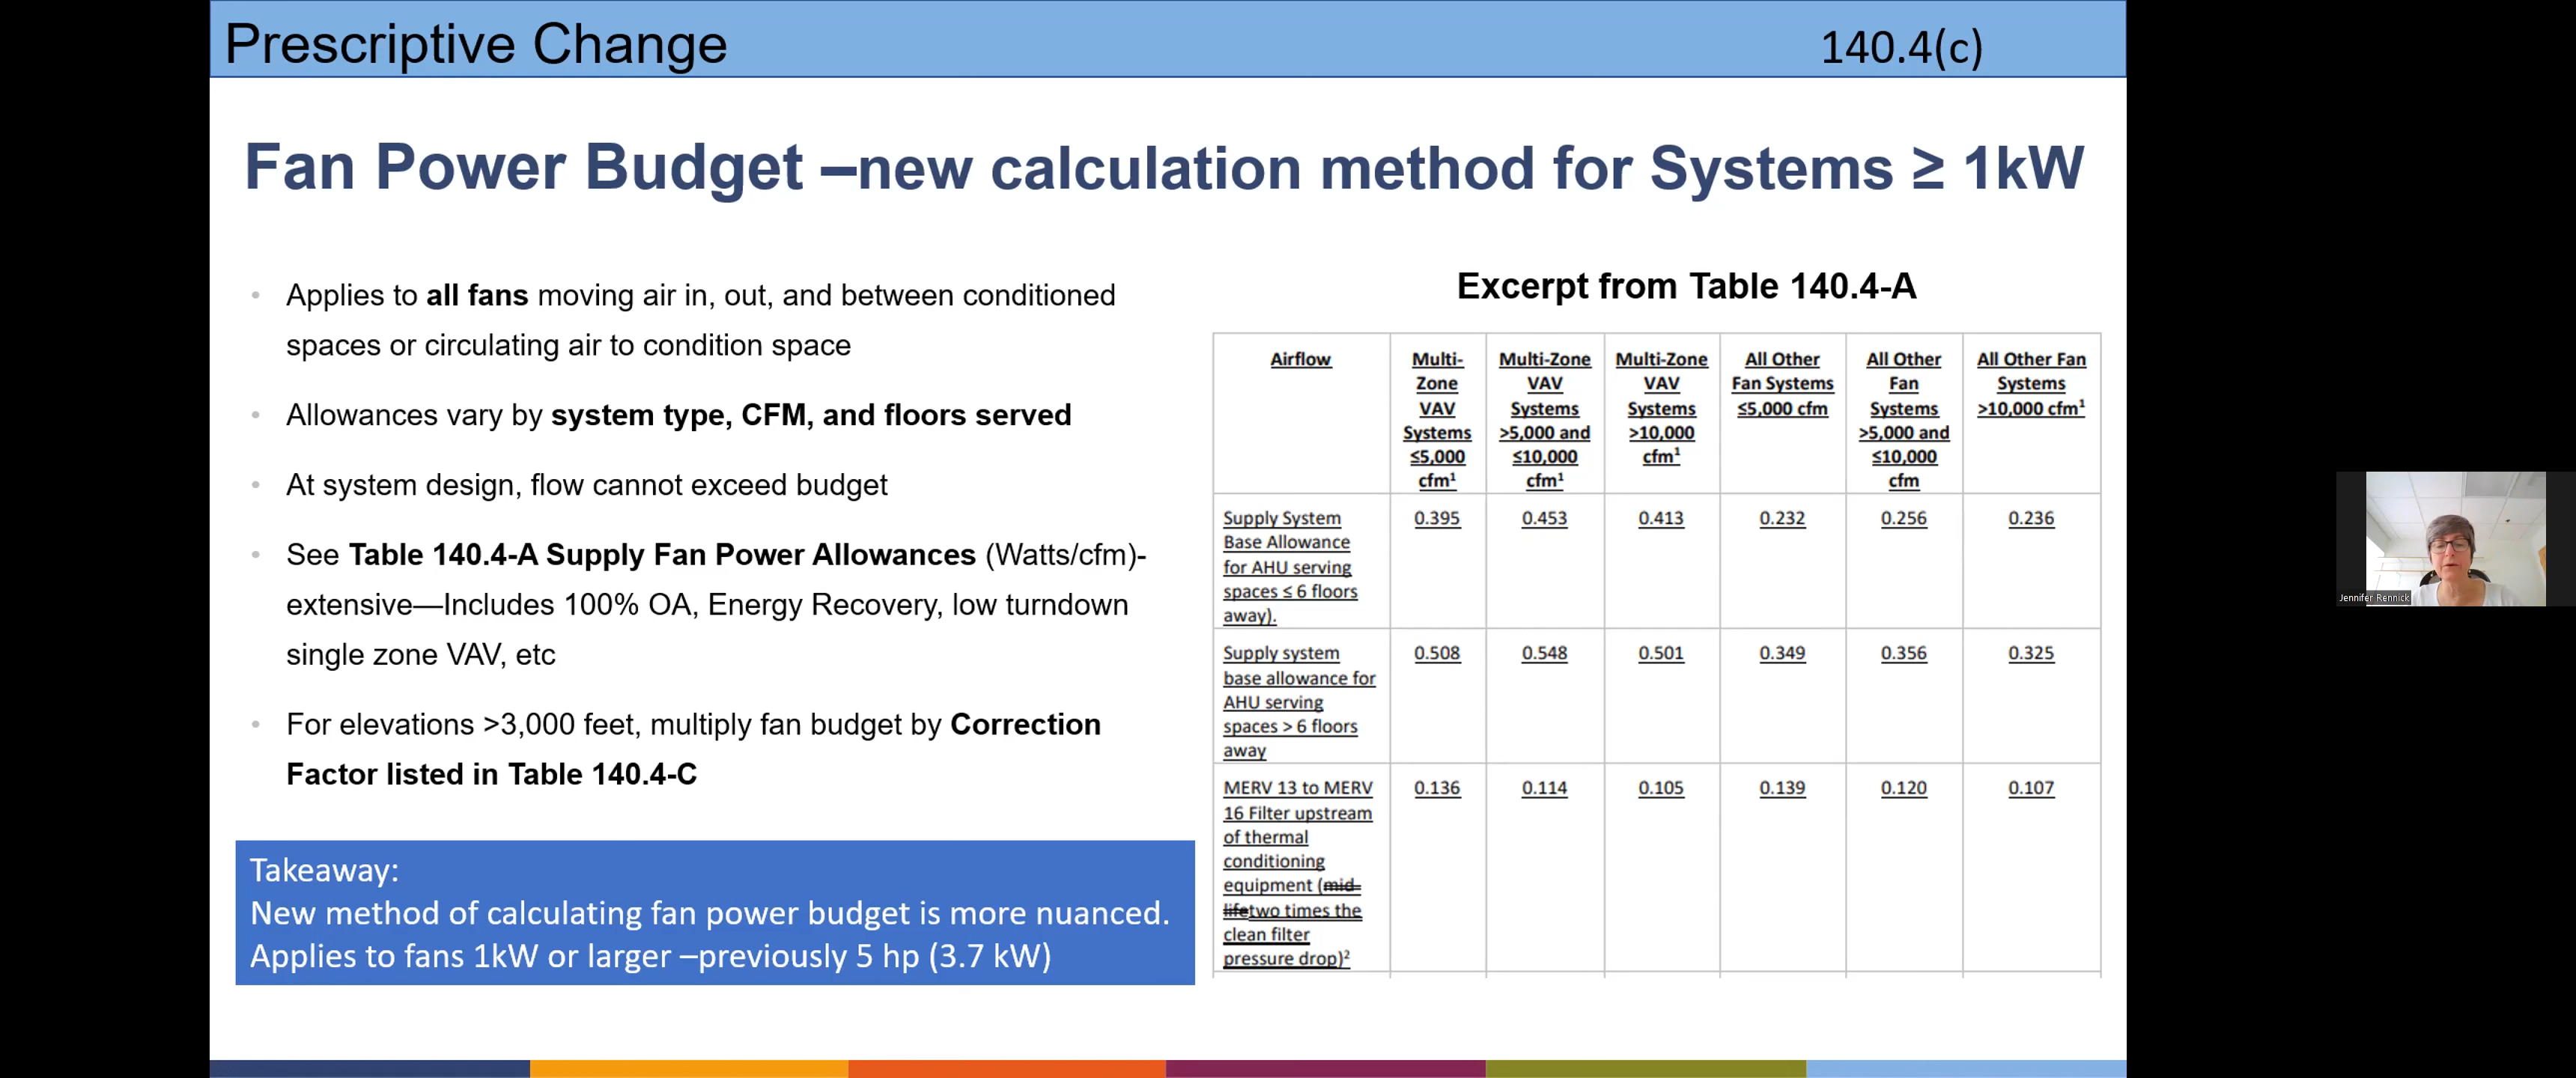 Prescriptive Change
140.4(c)
Fan Power Budget –new calculation method for Systems ≥ 1kW
• Applies to all fans moving air in, out, and between conditioned
spaces or circulating air to condition space
• Allowances vary by system type, CFM, and floors served
• At system design, flow cannot exceed budget
• See Table 140.4-A Supply Fan Power Allowances (Watts/cfm)-
extensive—Includes 100% OA, Energy Recovery, low turndown
single zone VAV, etc
• For elevations >3,000 feet, multiply fan budget by Correction
Factor listed in Table 140.4-C
Takeaway:
New method of calculating fan power budget is more nuanced.
Applies to fans 1kW or larger –previously 5 hp (3.7 kW)
Excerpt from Table 140.4-A
Airflow
Multi-
Zone
VAV
Systems
≤5,000
cfm¹
Multi-Zone
VAV
Systems
>5,000 and
≤10,000
cfm¹
Multi-Zone
VAV
Systems
>10,000
cfm¹
All Other
Fan Systems
≤5,000 cfm
All Other
Fan
Systems
>5,000 and
≤10,000
cfm
All Other Fan
Systems
>10,000 cfm¹
Supply System
Base Allowance
for AHU serving
spaces ≤ 6 floors
away).
0.395
0.453
0.413
0.232
0.256
0.236
Supply system
base allowance for
AHU serving
spaces > 6 floors
away
0.508
0.548
0.501
0.349
0.356
0.325
MERV 13 to MERV
16 Filter upstream
of thermal
conditioning
equipment (mid-
lifetwo times the
clean filter
pressure drop)²
0.136
0.114
0.105
0.139
0.120
0.107
Jennifer Rennick